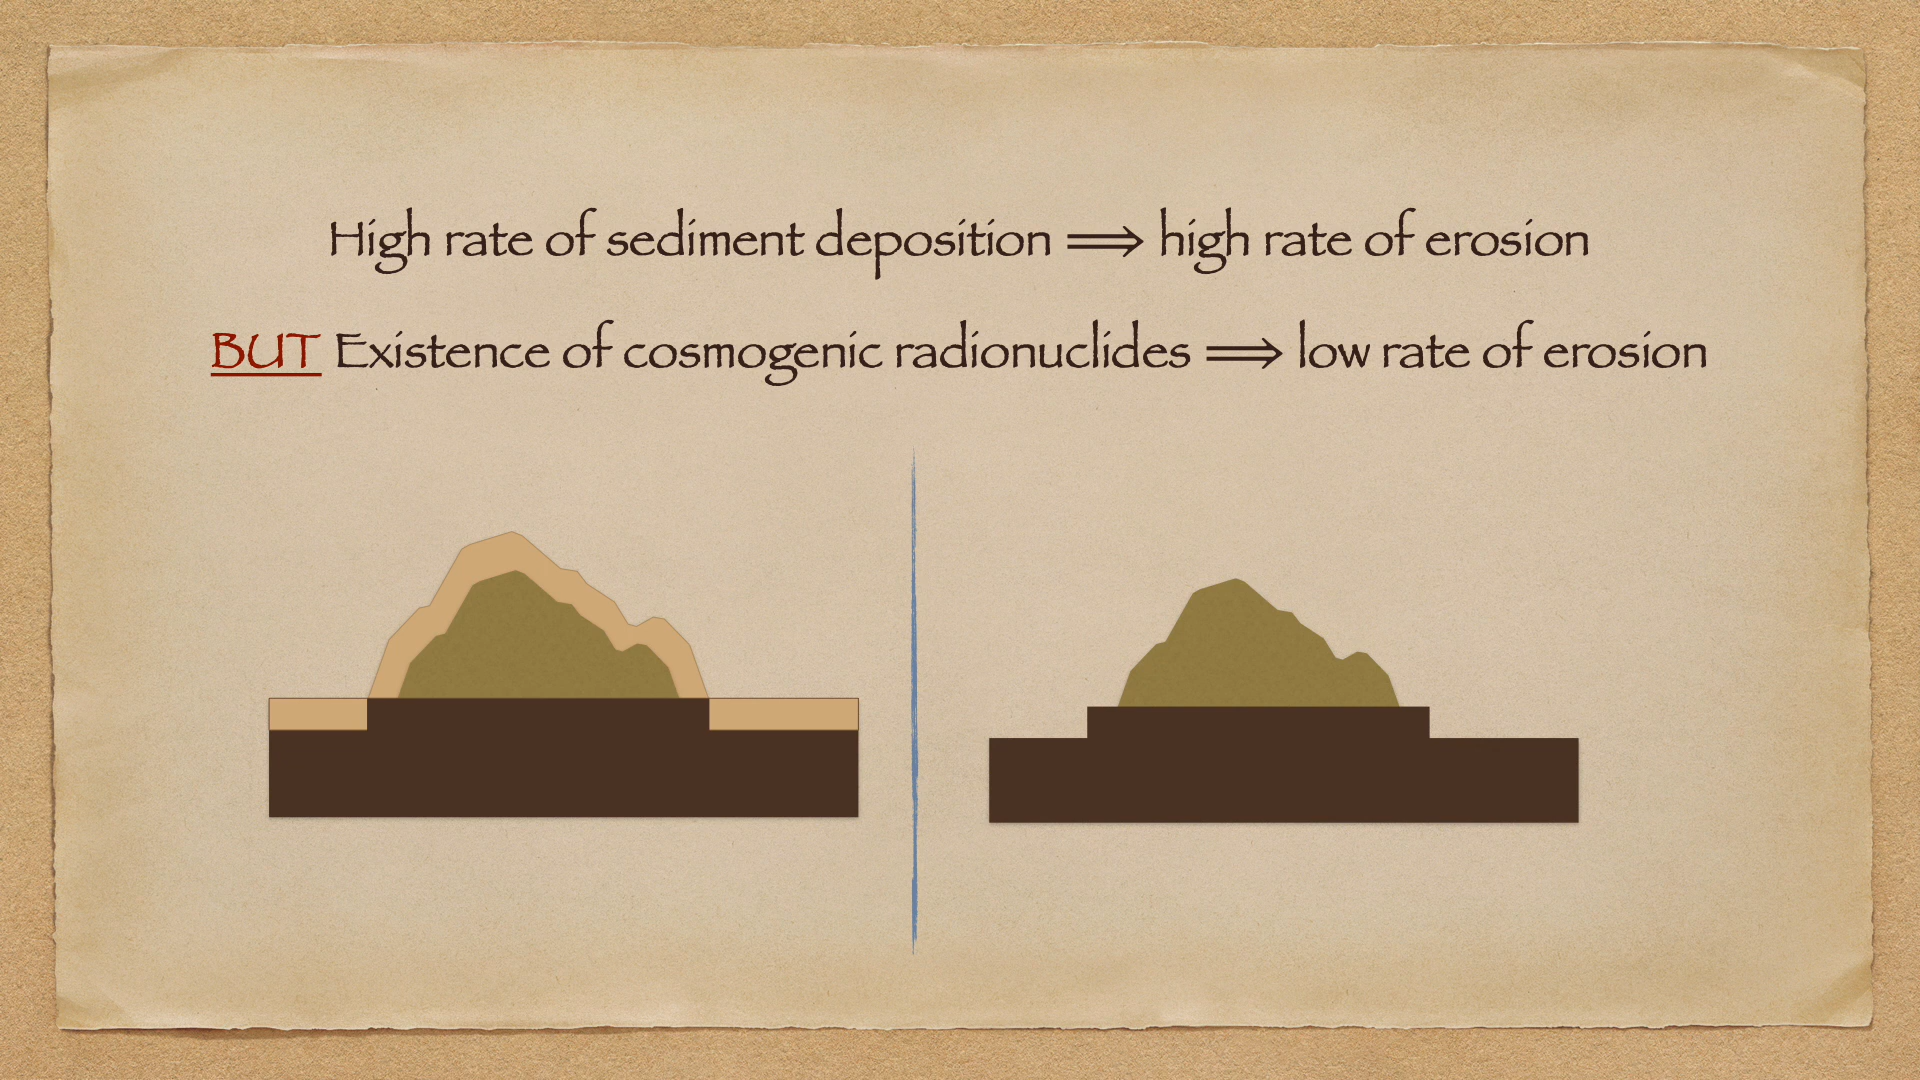 High rate of sediment deposition ⟹ high rate of erosion
BUT Existence of cosmogenic radionuclides ⟹ low rate of erosion